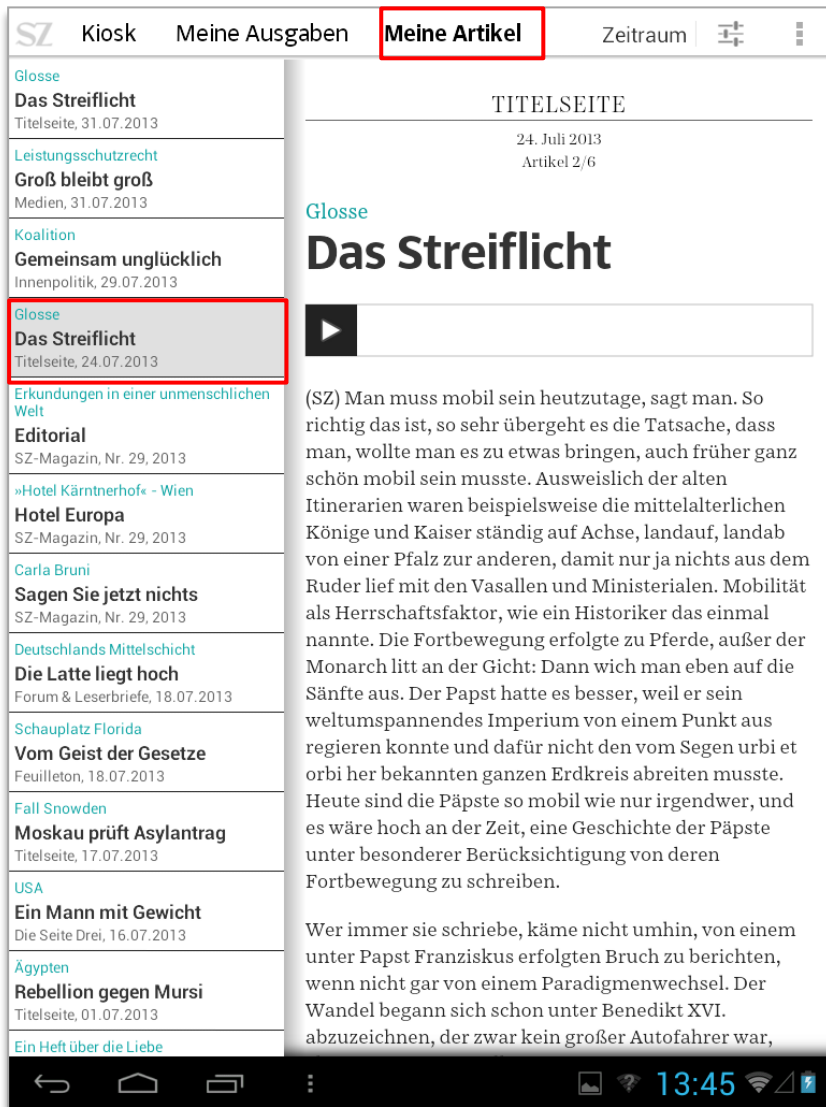 SZ Kiosk Meine Ausgaben Meine Artikel Zeitraum
Glosse
Das Streiflicht
Titelseite, 31.07.2013
Leistungsschutzrecht
Groß bleibt groß
Medien, 31.07.2013
Koalition
Gemeinsam unglücklich
Innenpolitik, 29.07.2013
Glosse
Das Streiflicht
Titelseite, 24.07.2013
Erkundungen in einer unmenschlichen
Welt
Editorial
SZ-Magazin, Nr. 29, 2013
»Hotel Kärntnerhof« - Wien
Hotel Europa
SZ-Magazin, Nr. 29, 2013
Carla Bruni
Sagen Sie jetzt nichts
SZ-Magazin, Nr. 29, 2013
Deutschlands Mittelschicht
Die Latte liegt hoch
Forum & Leserbriefe, 18.07.2013
Schauplatz Florida
Vom Geist der Gesetze
Feuilleton, 18.07.2013
Fall Snowden
Moskau prüft Asylantrag
Titelseite, 17.07.2013
USA
Ein Mann mit Gewicht
Die Seite Drei, 16.07.2013
Ägypten
Rebellion gegen Mursi
Titelseite, 01.07.2013
Ein Heft über die Liebe
TITELSEITE
24. Juli 2013
Artikel 2/6
Glosse
Das Streiflicht
(SZ) Man muss mobil sein heutzutage, sagt man. So
richtig das ist, so sehr übergeht es die Tatsache, dass
man, wollte man es zu etwas bringen, auch früher ganz
schön mobil sein musste. Ausweislich der alten
Itinerarien waren beispielsweise die mittelalterlichen
Könige und Kaiser ständig auf Achse, landauf, landab
von einer Pfalz zur anderen, damit nur ja nichts aus dem
Ruder lief mit den Vasallen und Ministerialen. Mobilität
als Herrschaftsfaktor, wie ein Historiker das einmal
nannte. Die Fortbewegung erfolgte zu Pferde, außer der
Monarch litt an der Gicht: Dann wich man eben auf die
Sänfte aus. Der Papst hatte es besser, weil er sein
weltumspannendes Imperium von einem Punkt aus
regieren konnte und dafür nicht den vom Segen urbi et
orbi her bekannten ganzen Erdkreis abreiten musste.
Heute sind die Päpste so mobil wie nur irgendwer, und
es wäre hoch an der Zeit, eine Geschichte der Päpste
unter besonderer Berücksichtigung von deren
Fortbewegung zu schreiben.
Wer immer sie schriebe, käme nicht umhin, von einem
unter Papst Franziskus erfolgten Bruch zu berichten,
wenn nicht gar von einem Paradigmenwechsel. Der
Wandel begann sich schon unter Benedikt XVI.
abzuzeichnen, der zwar kein großer Autofahrer war,
13:45